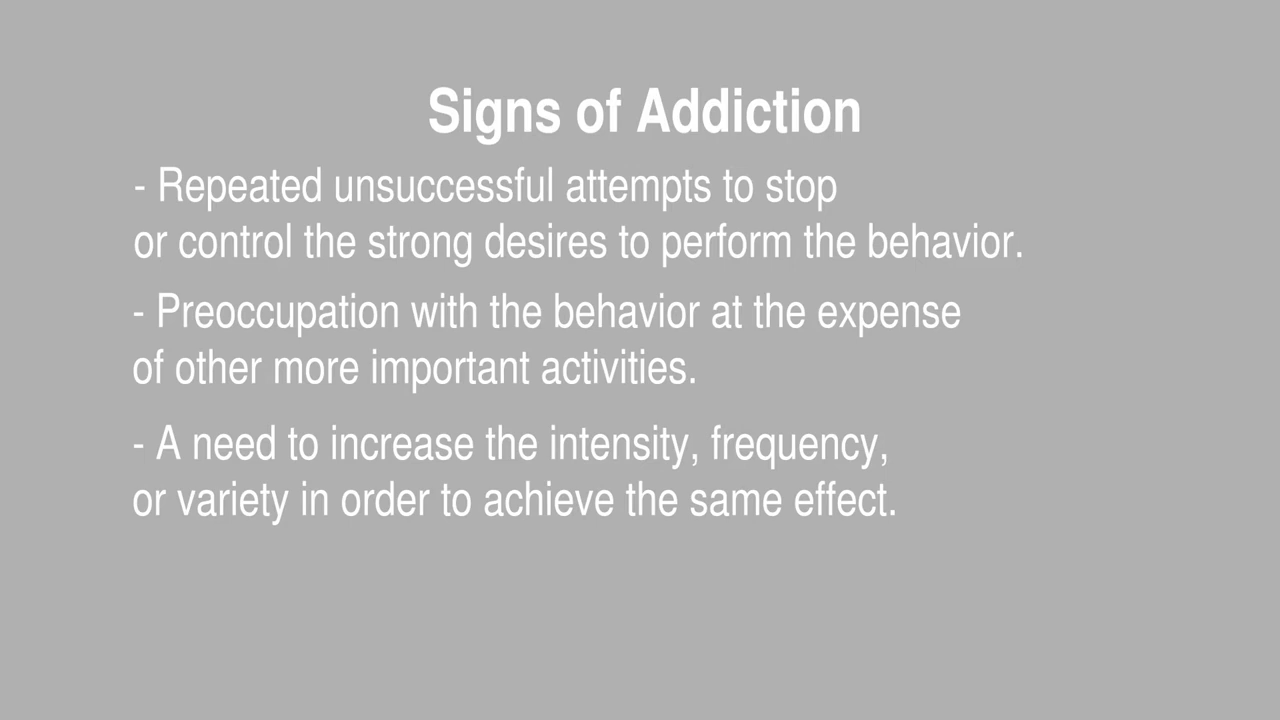 Signs of Addiction
- Repeated unsuccessful attempts to stop
or control the strong desires to perform the behavior.
- Preoccupation with the behavior at the expense
of other more important activities.
- A need to increase the intensity, frequency,
or variety in order to achieve the same effect.